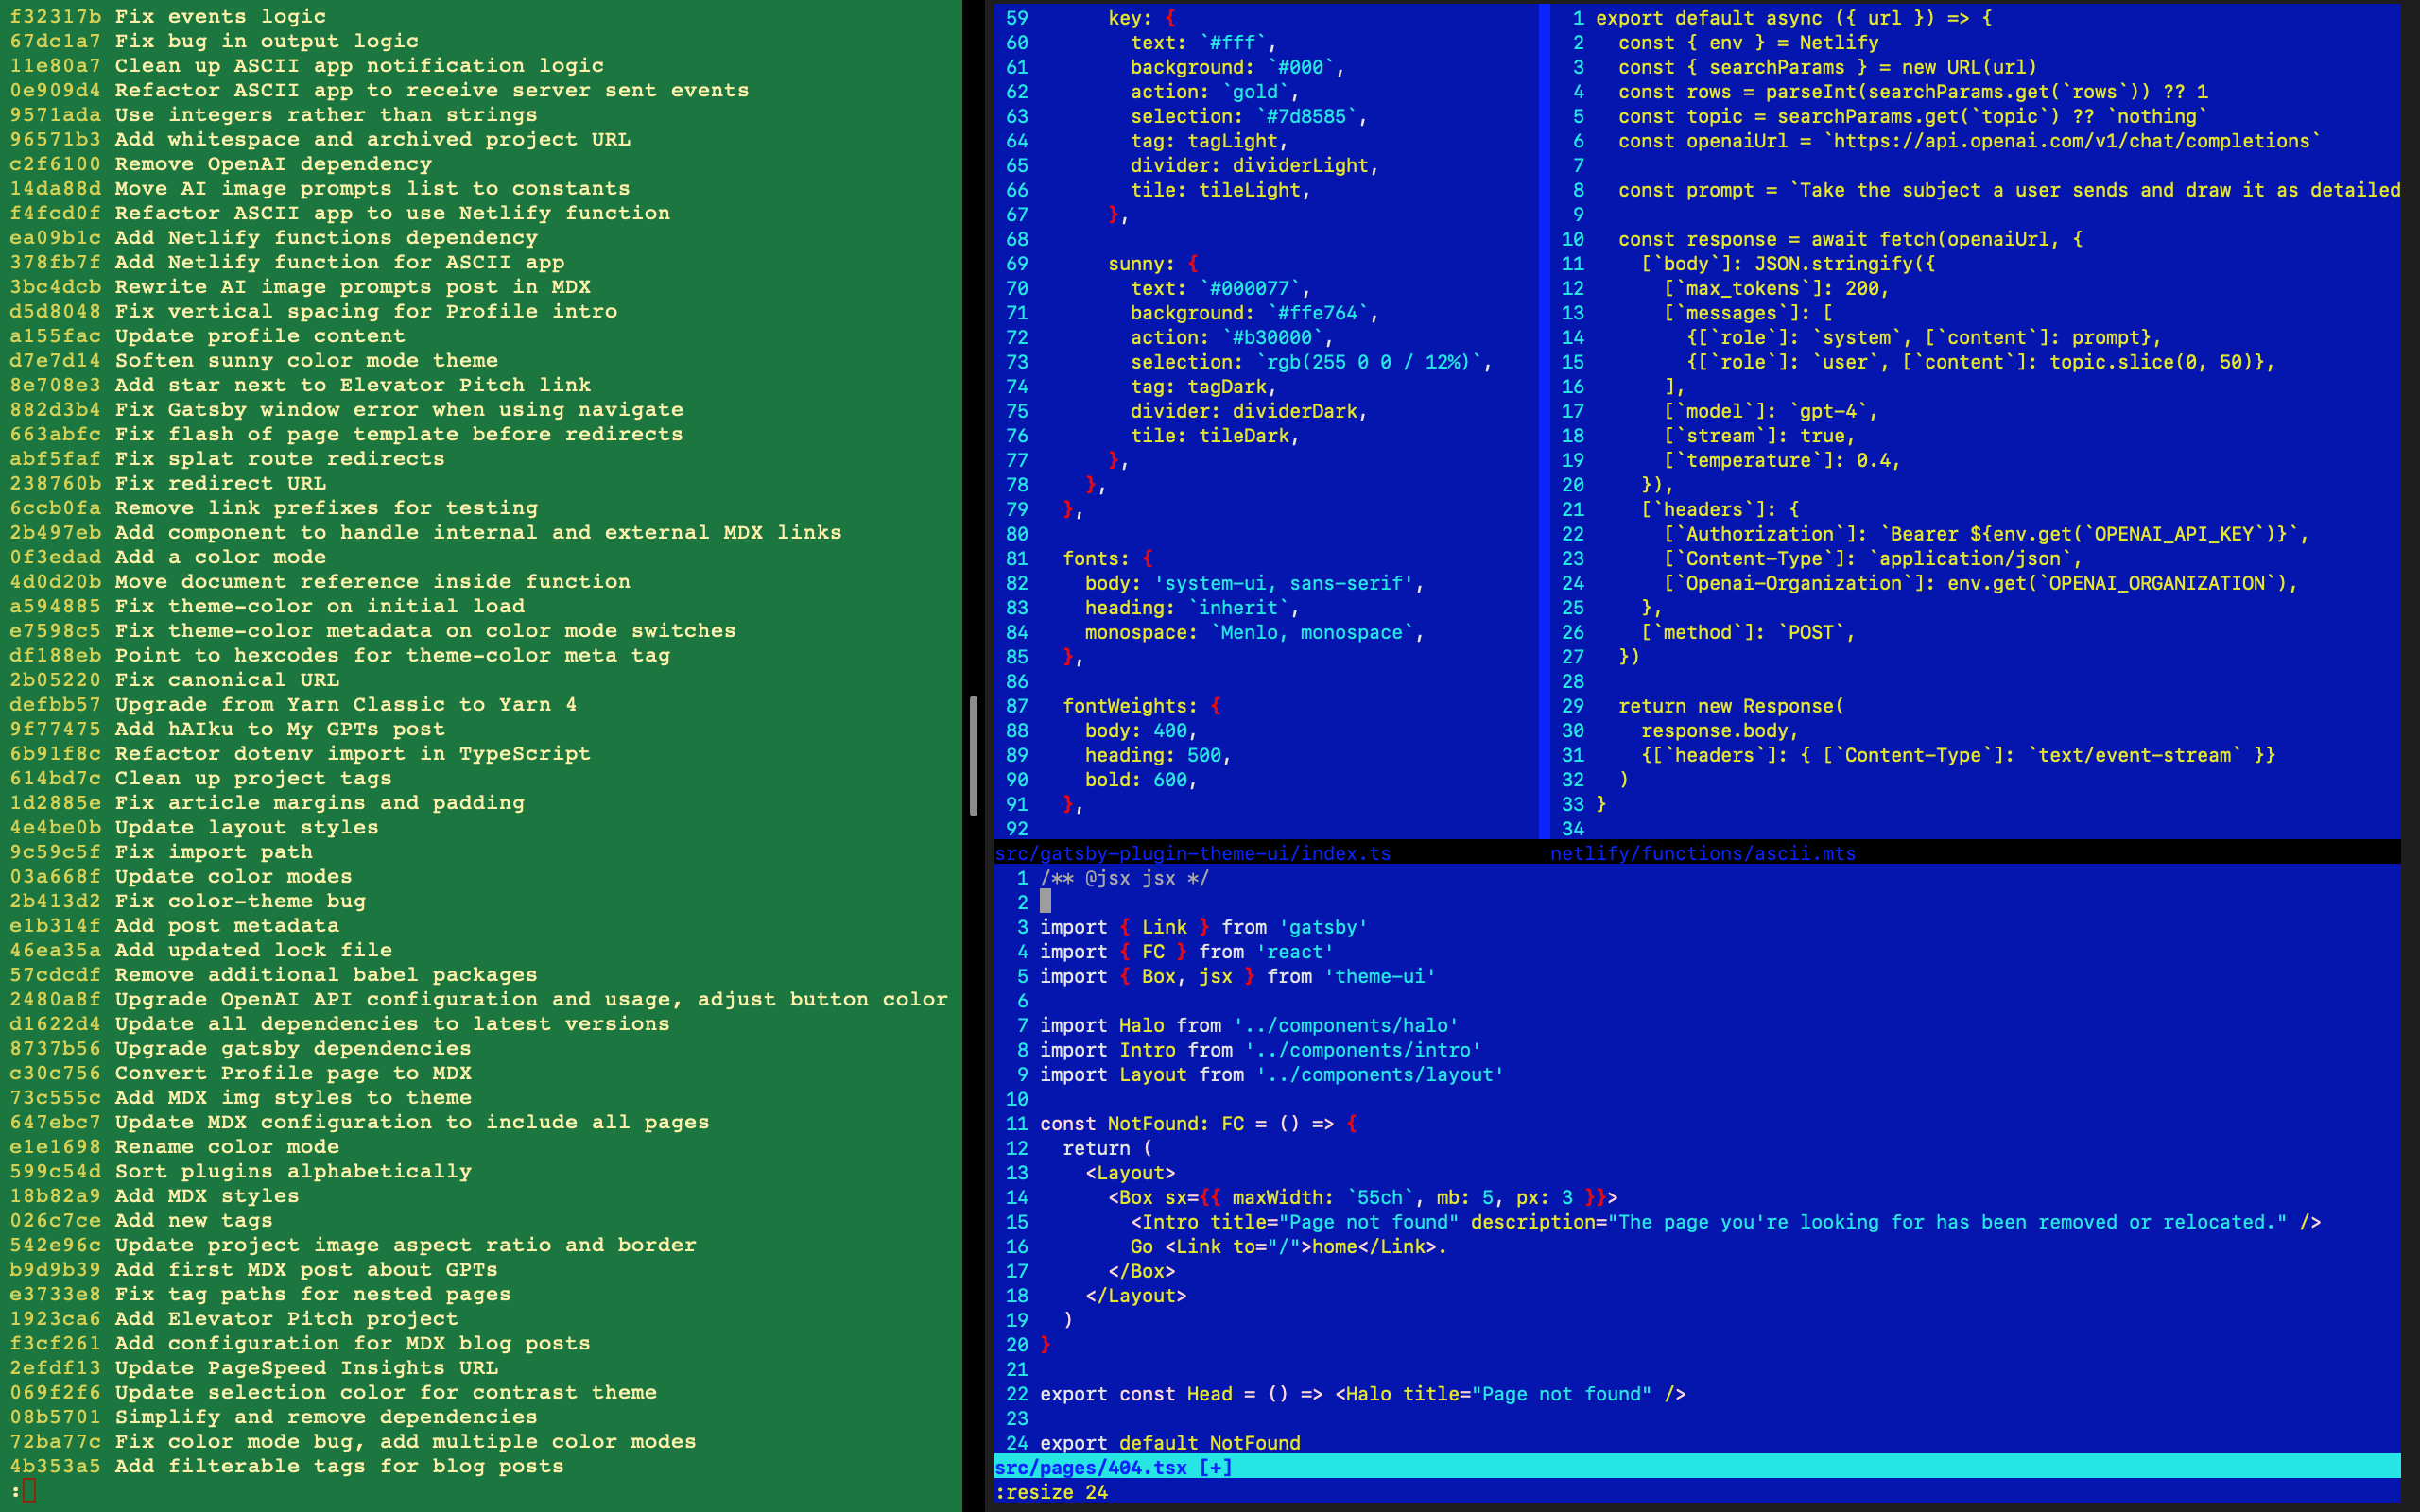 f32317b Fix events logic
67dc1a7 Fix bug in output logic
11e80a7 Clean up ASCII app notification logic
0e909d4 Refactor ASCII app to receive server sent events
9571ada Use integers rather than strings
96571b3 Add whitespace and archived project URL
c2f6100 Remove OpenAI dependency
14da88d Move AI image prompts list to constants
f4fcd0f Refactor ASCII app to use Netlify function
ea09b1c Add Netlify functions dependency
378fb7f Add Netlify function for ASCII app
3bc4dcb Rewrite AI image prompts post in MDX
d5d8048 Fix vertical spacing for Profile intro
a155fac Update profile content
d7e7d14 Soften sunny color mode theme
8e708e3 Add star next to Elevator Pitch link
882d3b4 Fix Gatsby window error when using navigate
663abfc Fix flash of page template before redirects
abf5faf Fix splat route redirects
238760b Fix redirect URL
6ccb0fa Remove link prefixes for testing
2b497eb Add component to handle internal and external MDX links
0f3edad Add a color mode
4d0d20b Move document reference inside function
a594885 Fix theme-color on initial load
e7598c5 Fix theme-color metadata on color mode switches
df188eb Point to hexcodes for theme-color meta tag
2b05220 Fix canonical URL
defbb57 Upgrade from Yarn Classic to Yarn 4
9f77475 Add hAIku to My GPTs post
6b91f8c Refactor dotenv import in TypeScript
614bd7c Clean up project tags
1d2885e Fix article margins and padding
4e4be0b Update layout styles
9c59c5f Fix import path
03a668f Update color modes
2b413d2 Fix color-theme bug
e1b314f Add post metadata
46ea35a Add updated lock file
57cdcdf Remove additional babel packages
2480a8f Upgrade OpenAI API configuration and usage, adjust button color
d1622d4 Update all dependencies to latest versions
8737b56 Upgrade gatsby dependencies
c30c756 Convert Profile page to MDX
73c555c Add MDX img styles to theme
647ebc7 Update MDX configuration to include all pages
e1e1698 Rename color mode
599c54d Sort plugins alphabetically
18b82a9 Add MDX styles
026c7ce Add new tags
542e96c Update project image aspect ratio and border
b9d9b39 Add first MDX post about GPTs
e3733e8 Fix tag paths for nested pages
1923ca6 Add Elevator Pitch project
f3cf261 Add configuration for MDX blog posts
2efdf13 Update PageSpeed Insights URL
069f2f6 Update selection color for contrast theme
08b5701 Simplify and remove dependencies
72ba77c Fix color mode bug, add multiple color modes
4b353a5 Add filterable tags for blog posts
:
59       key: {
60         text: `#fff`,
61         background: `#000`,
62         action: `gold`,
63         selection: `#7d8585`,
64         tag: tagLight,
65         divider: dividerLight,
66         tile: tileLight,
67       },
68
69       sunny: {
70         text: `#000077`,
71         background: `#ffe764`,
72         action: `#b30000`,
73         selection: `rgb(255 0 0 / 12%)`,
74         tag: tagDark,
75         divider: dividerDark,
76         tile: tileDark,
77       },
78     },
79   },
80
81   fonts: {
82     body: 'system-ui, sans-serif',
83     heading: `inherit`,
84     monospace: `Menlo, monospace`,
85   },
86
87   fontWeights: {
88     body: 400,
89     heading: 500,
90     bold: 600,
91   },
92
src/gatsby-plugin-theme-ui/index.ts
1 export default async ({ url }) => {
2   const { env } = Netlify
3   const { searchParams } = new URL(url)
4   const rows = parseInt(searchParams.get(`rows`)) ?? 1
5   const topic = searchParams.get(`topic`) ?? `nothing`
6   const openaiUrl = `https://api.openai.com/v1/chat/completions`
7
8   const prompt = `Take the subject a user sends and draw it as detailed
9
10   const response = await fetch(openaiUrl, {
11     [`body`]: JSON.stringify({
12       [`max_tokens`]: 200,
13       [`messages`]: [
14         {[`role`]: `system`, [`content`]: prompt},
15         {[`role`]: `user`, [`content`]: topic.slice(0, 50)},
16       ],
17       [`model`]: `gpt-4`,
18       [`stream`]: true,
19       [`temperature`]: 0.4,
20     }),
21     [`headers`]: {
22       [`Authorization`]: `Bearer ${env.get(`OPENAI_API_KEY`)}`,
23       [`Content-Type`]: `application/json`,
24       [`Openai-Organization`]: env.get(`OPENAI_ORGANIZATION`),
25     },
26     [`method`]: `POST`,
27   })
28
29   return new Response(
30     response.body,
31     {[`headers`]: { [`Content-Type`]: `text/event-stream` }}
32   )
33 }
34
netlify/functions/ascii.mts
1 /** @jsx jsx */
2
3 import { Link } from 'gatsby'
4 import { FC } from 'react'
5 import { Box, jsx } from 'theme-ui'
6
7 import Halo from '../components/halo'
8 import Intro from '../components/intro'
9 import Layout from '../components/layout'
10
11 const NotFound: FC = () => {
12   return (
13     <Layout>
14       <Box sx={{ maxWidth: `55ch`, mb: 5, px: 3 }}>
15         <Intro title="Page not found" description="The page you're looking for has been removed or relocated." />
16         Go <Link to="/">home</Link>.
17       </Box>
18     </Layout>
19   )
20 }
21
22 export const Head = () => <Halo title="Page not found" />
23
24 export default NotFound
src/pages/404.tsx [+]
:resize 24